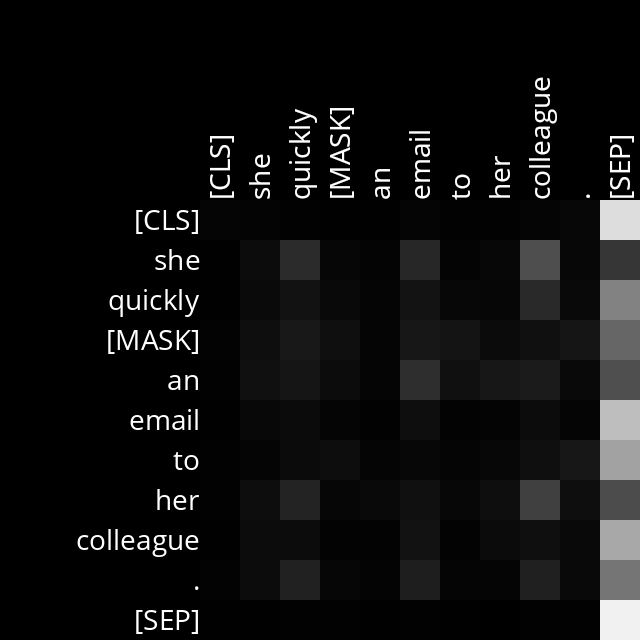 [CLS] she quickly [MASK] an email to her colleague . [SEP]
[CLS]
she
quickly
[MASK]
an
email
to
her
colleague
.
[SEP]